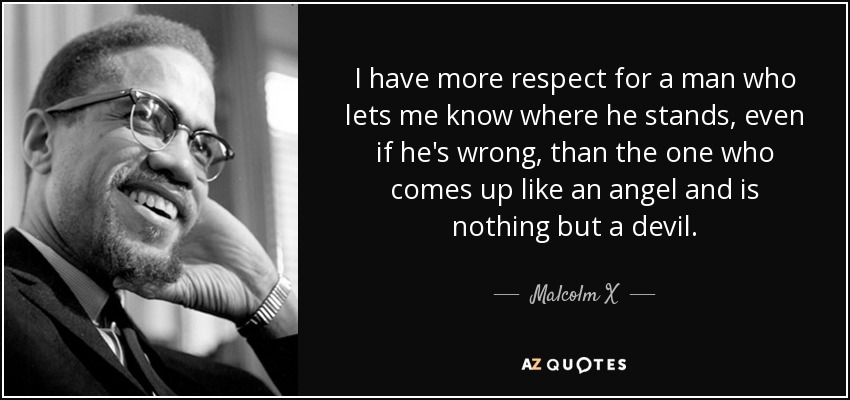 I have more respect for a man who
lets me know where he stands, even
if he's wrong, than the one who
comes up like an angel and is
nothing but a devil.
Malcolm X
AZ QUOTES